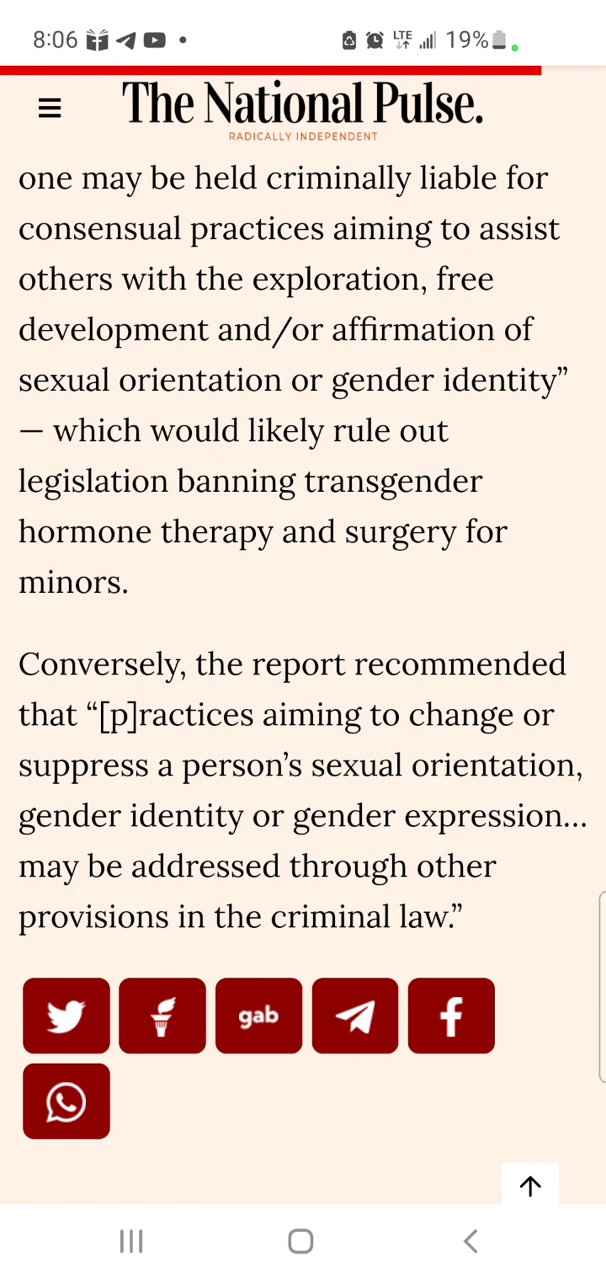 8:06
LTE
19%
The National Pulse.
RADICALLY INDEPENDENT
one may be held criminally liable for
consensual practices aiming to assist
others with the exploration, free
development and/or affirmation of
sexual orientation or gender identity”
— which would likely rule out
legislation banning transgender
hormone therapy and surgery for
minors.
Conversely, the report recommended
that “[p]ractices aiming to change or
suppress a person’s sexual orientation,
gender identity or gender expression…
may be addressed through other
provisions in the criminal law.”
gab